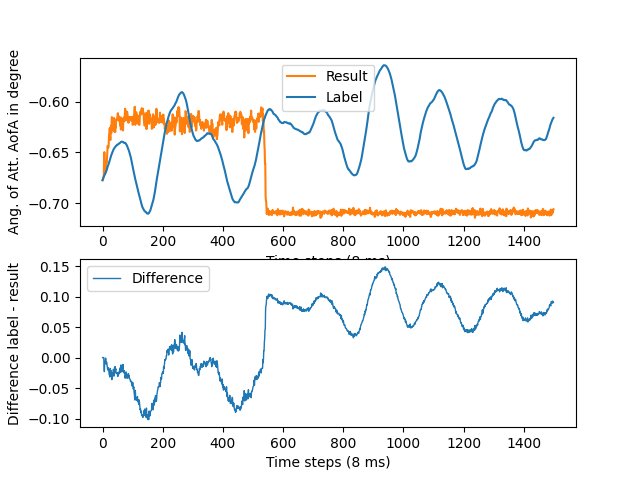 Ang. of Att. AofA in degree
−0.60
−0.65
−0.70
Result
Label
0 200 400 600 800 1000 1200 1400
Time steps (8 ms)
Difference label - result
0.15
0.10
0.05
0.00
−0.05
−0.10
Difference
0 200 400 600 800 1000 1200 1400
Time steps (8 ms)